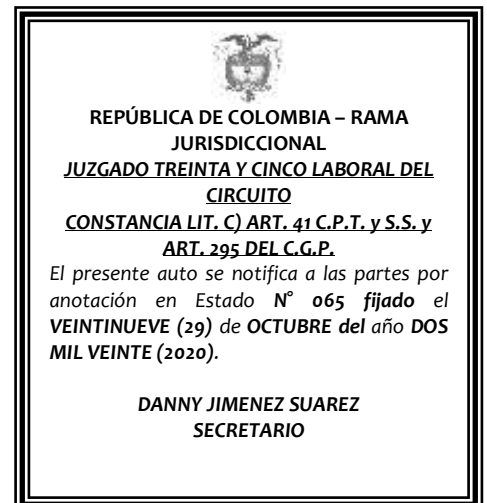 REPÚBLICA DE COLOMBIA – RAMA
JURISDICCIONAL
JUZGADO TREINTA Y CINCO LABORAL DEL
CIRCUITO
CONSTANCIA LIT. C) ART. 41 C.P.T. y S.S. y
ART. 295 DEL C.G.P.
El presente auto se notifica a las partes por
anotación en Estado N° 065 fijado el
VEINTINUEVE (29) de OCTUBRE del año DOS
MIL VEINTE (2020).
DANNY JIMENEZ SUAREZ
SECRETARIO